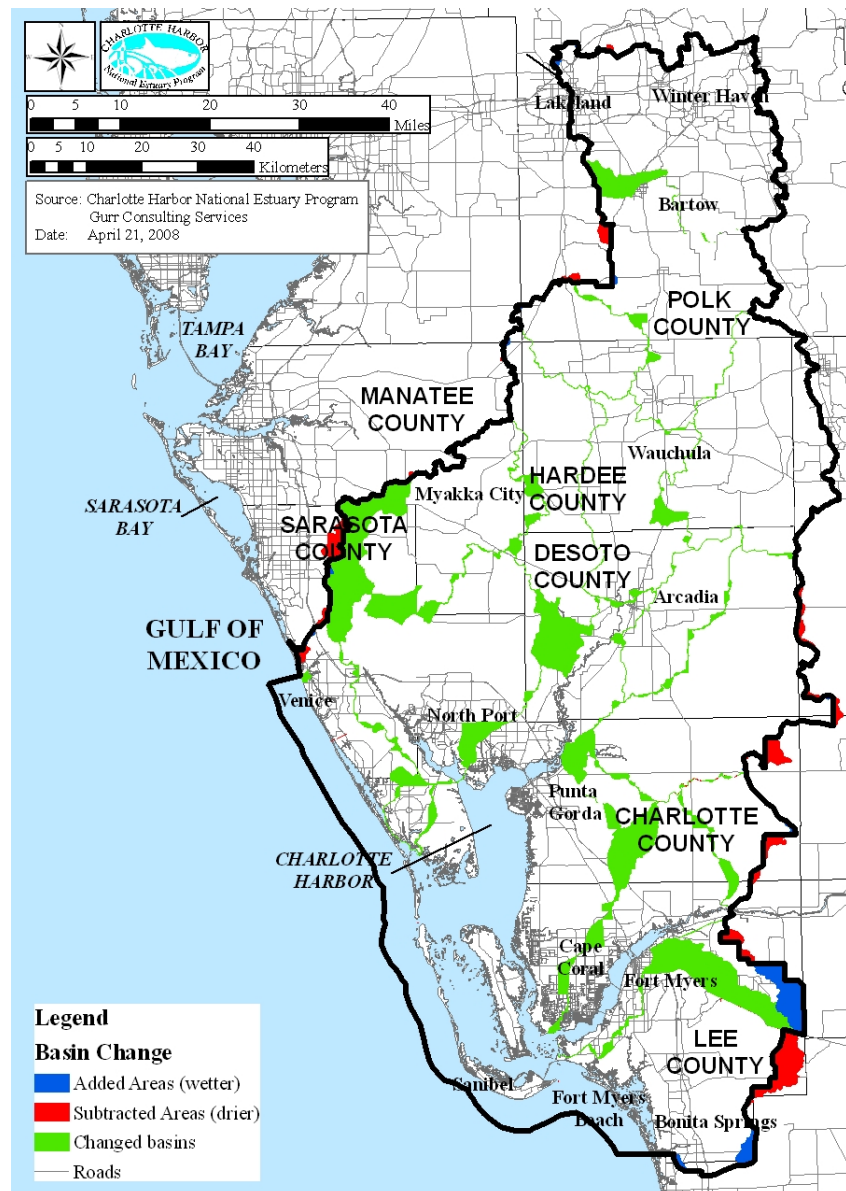 CHARLOTTE HARBOR
National Estuary Program
0 5 10 20 30 40
Miles
0 5 10 20 30 40
Kilometers
Source: Charlotte Harbor National Estuary Program
Gurr Consulting Services
Date: April 21, 2008
Lakeland
Winter Haven
Bartow
POLK
COUNTY
TAMPA
BAY
MANATEE
COUNTY
Wauchula
HARDEE
COUNTY
Myakka City
SARASOTA
BAY
SARASOTA
COUNTY
DESOTO
COUNTY
Arcadia
GULF OF
MEXICO
Venice
North Port
Punta
Gorda
CHARLOTTE
COUNTY
CHARLOTTE
HARBOR
Cape
Coral
Fort Myers
LEE
COUNTY
Sanibel
Fort Myers
Beach
Bonita Springs
Legend
Basin Change
Added Areas (wetter)
Subtracted Areas (drier)
Changed basins
Roads